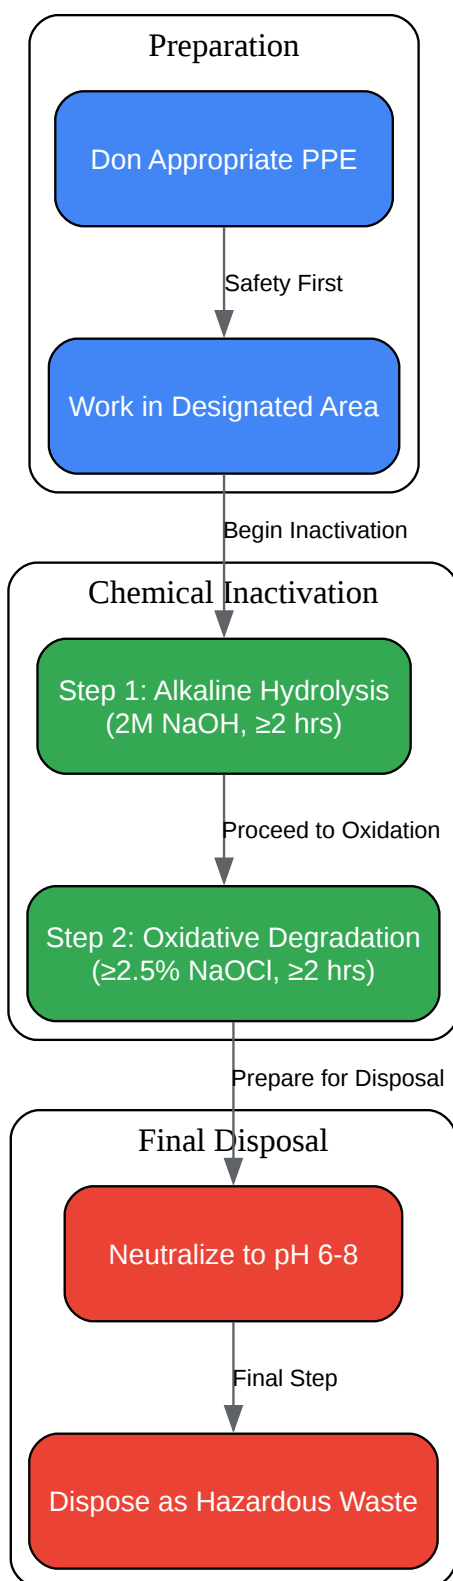 Preparation
Don Appropriate PPE
Safety First
Work in Designated Area
Begin Inactivation
Chemical Inactivation
Step 1: Alkaline Hydrolysis
(2M NaOH, ≥2 hrs)
Proceed to Oxidation
Step 2: Oxidative Degradation
(≥2.5% NaOCl, ≥2 hrs)
Prepare for Disposal
Final Disposal
Neutralize to pH 6-8
Final Step
Dispose as Hazardous Waste